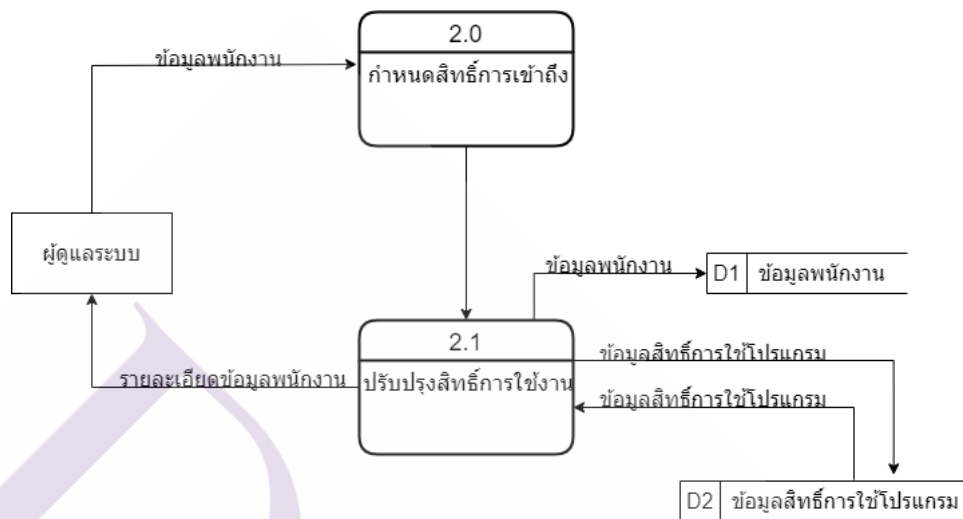 2.0
ข้อมูลพนักงาน
กำหนดสิทธิ์การเข้าถึง
ผู้ดูแลระบบ
ข้อมูลพนักงาน
D1 ข้อมูลพนักงาน
2.1
ข้อมูลสิทธิ์การใช้โปรแกรม
รายละเอียดข้อมูลพนักงาน
ปรับปรุงสิทธิ์การใช้งาน
ข้อมูลสิทธิ์การใช้โปรแกรม
D2 ข้อมูลสิทธิ์การใช้โปรแกรม